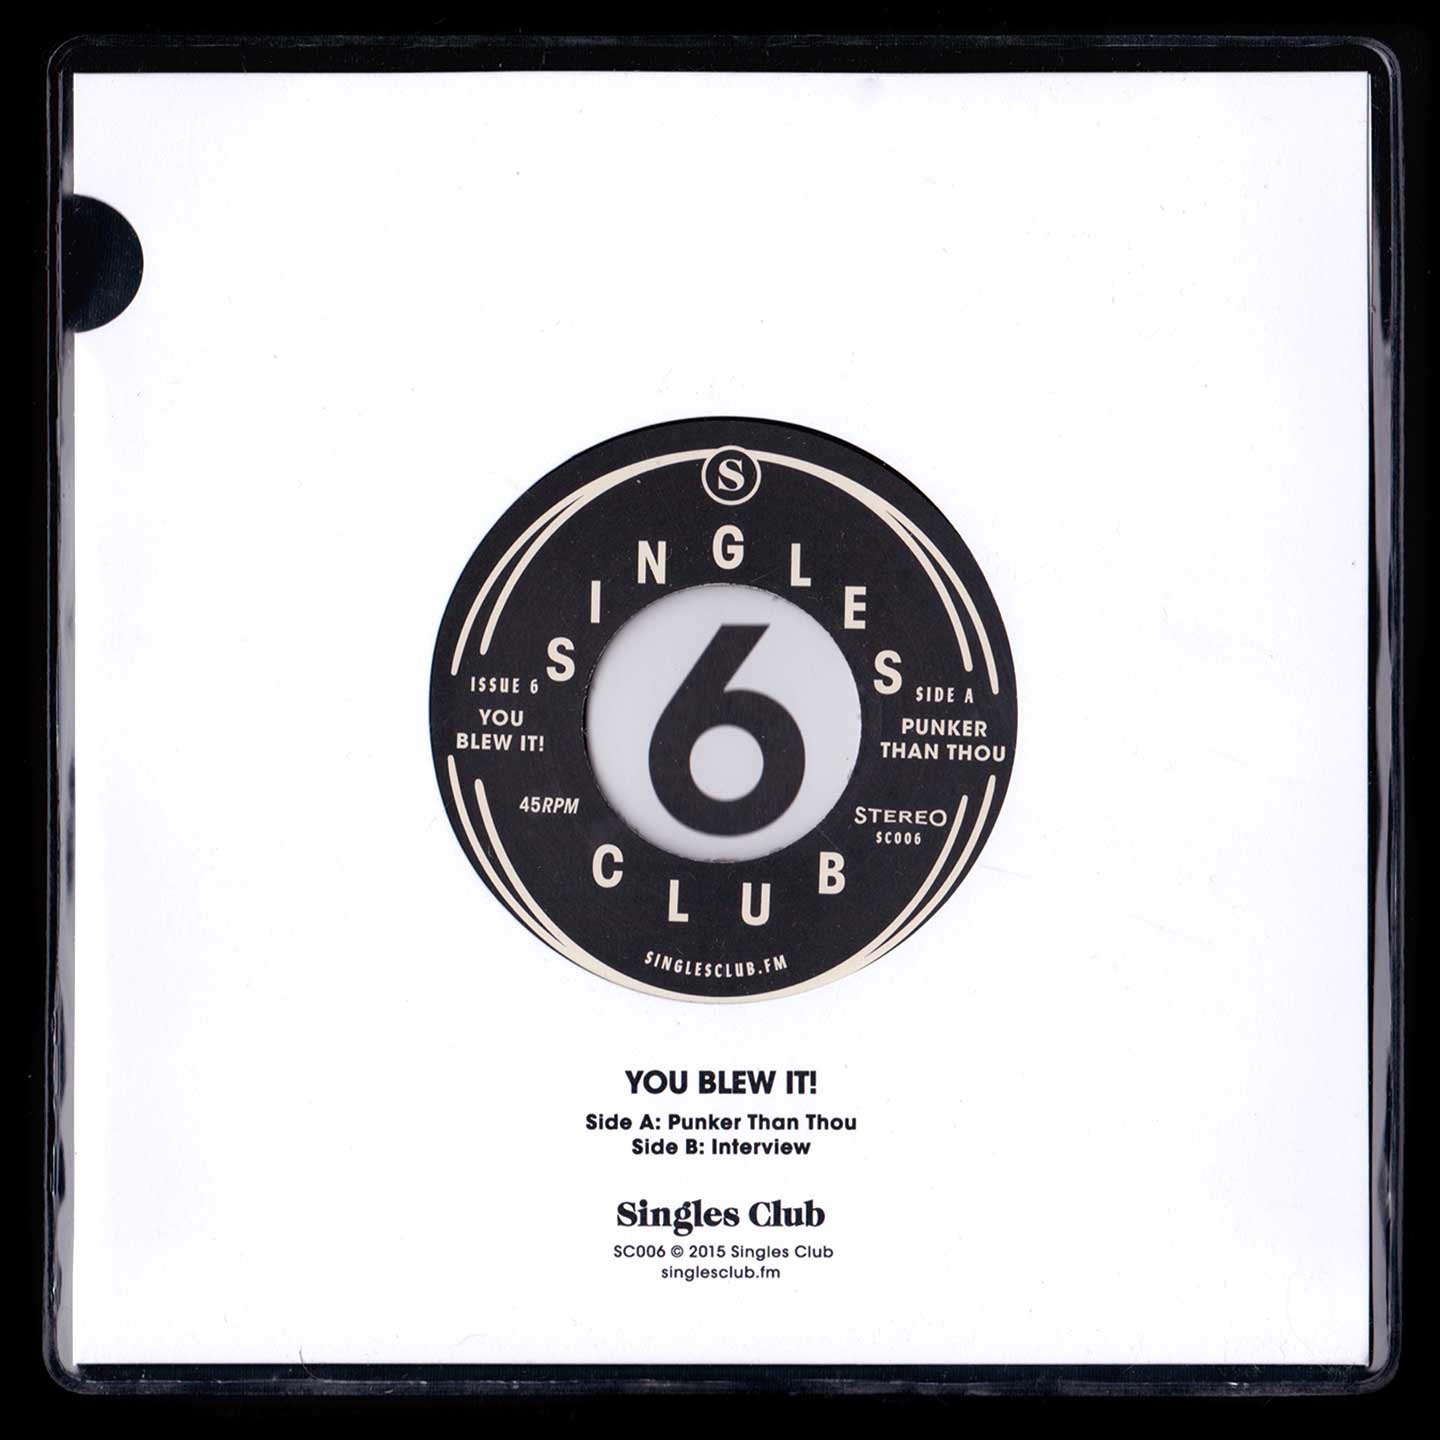 S
SINGLES
6
ISSUE 6
YOU
BLEW IT!
SIDE A
PUNKER
THAN THOU
45RPM
STEREO
SC006
CLUB
SINGLESCLUB.FM
YOU BLEW IT!
Side A: Punker Than Thou
Side B: Interview
Singles Club
SC006 © 2015 Singles Club
singlesclub.fm